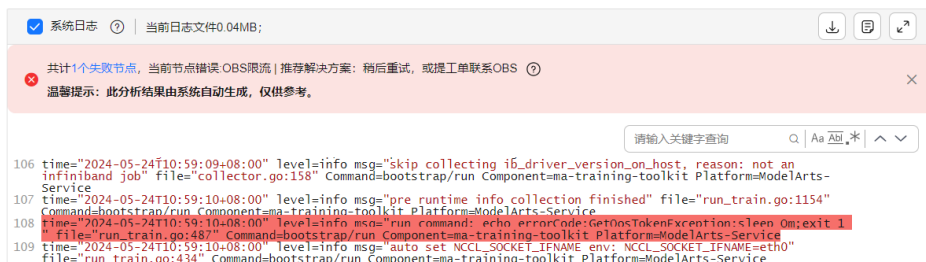 系统日志 当前日志文件0.04MB;
共计1个失败节点，当前节点错误:OBS限流 | 推荐解决方案：稍后重试，或提工单联系OBS
温馨提示：此分析结果由系统自动生成，仅供参考。
请输入关键字查询 Aa Abl .*
106 time="2024-05-24T10:59:09+08:00" level=info msg="skip collecting ib_driver_version_on_host, reason: not an
infiniband job" file="collector.go:158" Command=bootstrap/run Component=ma-training-toolkit Platform=ModelArts-
Service
107 time="2024-05-24T10:59:10+08:00" level=info msg="pre runtime info collection finished" file="run_train.go:1154"
Command=bootstrap/run Component=ma-training-toolkit Platform=ModelArts-Service
108 time="2024-05-24T10:59:10+08:00" level=info msg="run command: echo errorCode:GetOosTokenException:sleep 0m;exit 1
" file="run_train.go:487" Command=bootstrap/run Component=ma-training-toolkit Platform=ModelArts-Service
109 time="2024-05-24T10:59:10+08:00" level=info msg="auto set NCCL_SOCKET_IFNAME env: NCCL_SOCKET_IFNAME=eth0"
file="run_train.go:434" Command=bootstrap/run Component=ma-training-toolkit Platform=ModelArts-Service